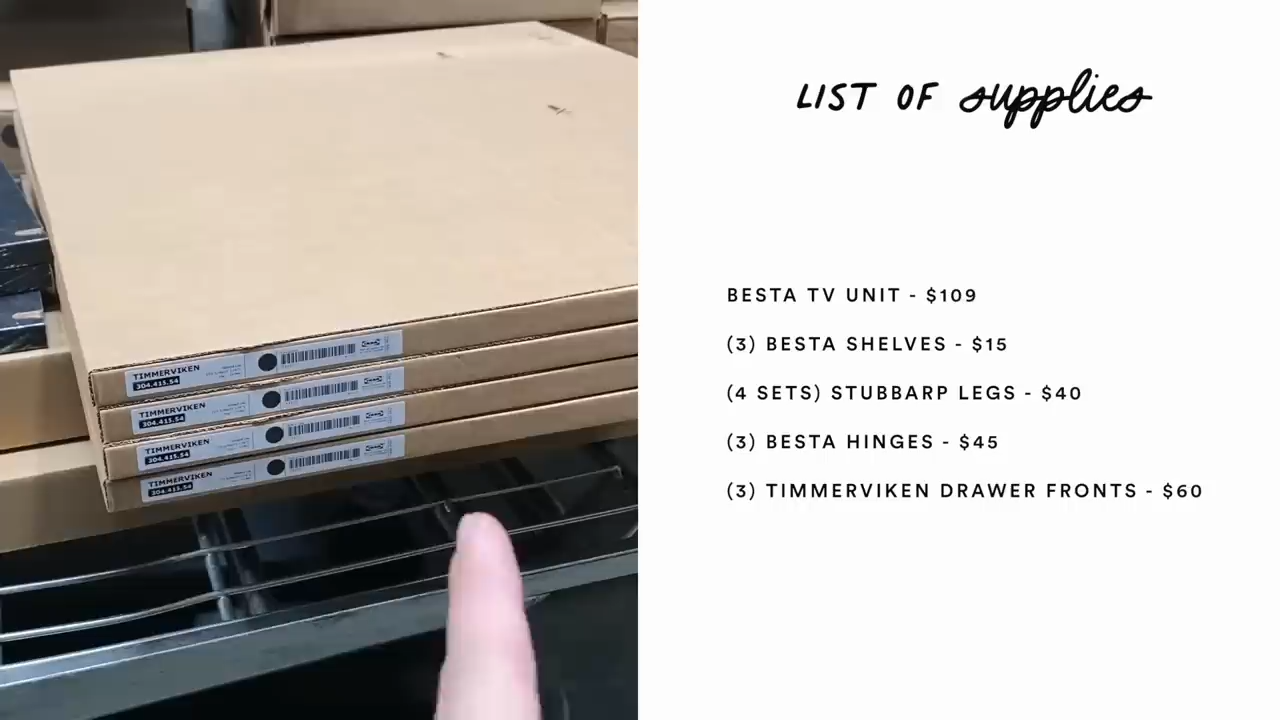 LIST OF supplies
BESTA TV UNIT - $109
(3) BESTA SHELVES - $15
(4 SETS) STUBBARP LEGS - $40
(3) BESTA HINGES - $45
(3) TIMMERVIKEN DRAWER FRONTS - $60
TIMMERVIKEN
304.415.54
TIMMERVIKEN
304.415.54
TIMMERVIKEN
304.415.54
TIMMERVIKEN
304.415.54